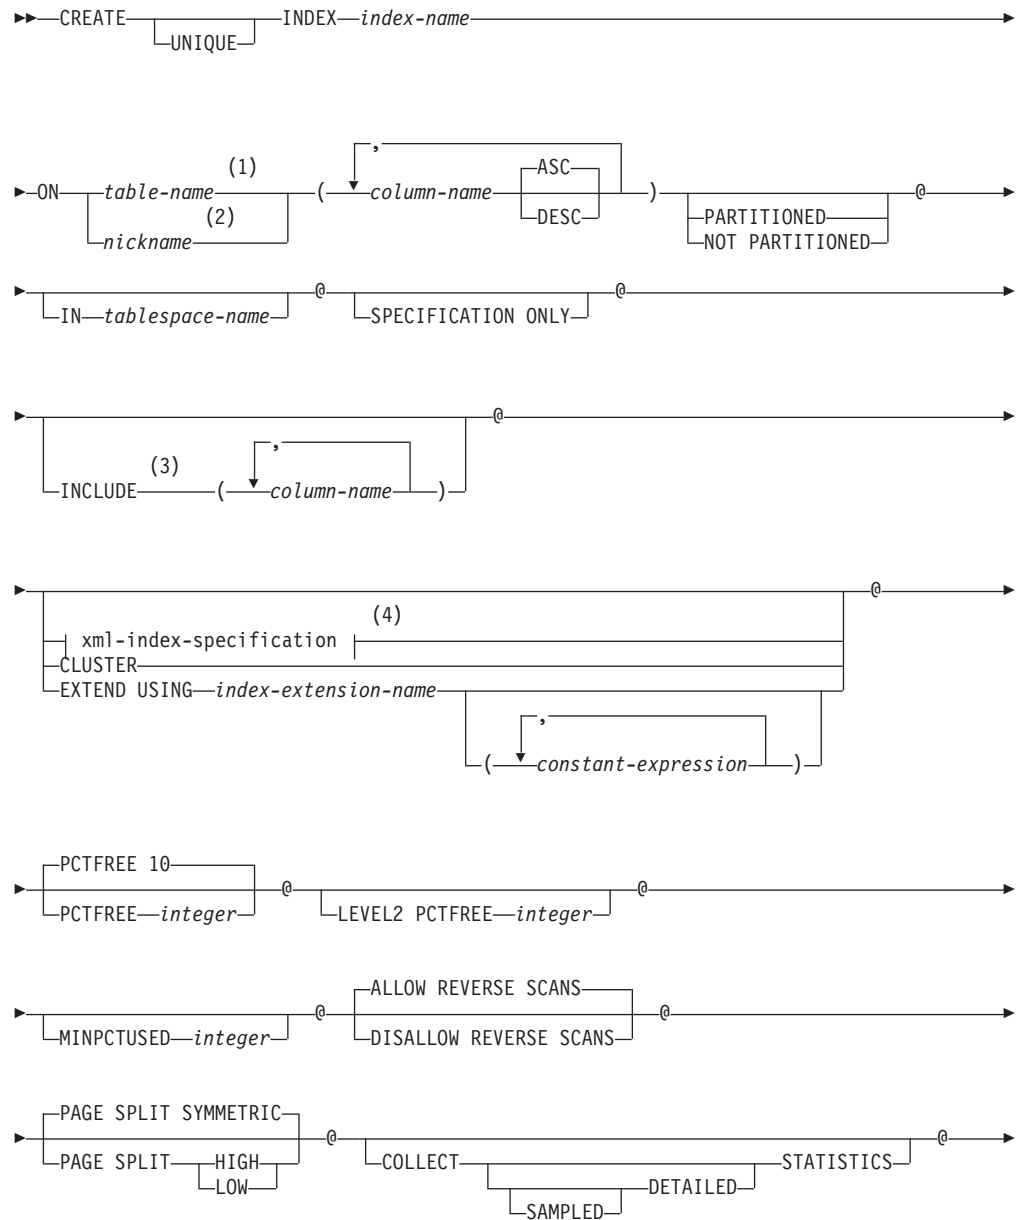 CREATE INDEX index-name
UNIQUE
,
(1) ASC
ON table-name ( column-name ) @
(2) DESC PARTITIONED
nickname NOT PARTITIONED
@ @
IN tablespace-name SPECIFICATION ONLY
@
,
(3)
INCLUDE ( column-name )
@
(4)
xml-index-specification
CLUSTER
EXTEND USING index-extension-name
,
( constant-expression )
PCTFREE 10
@ @
PCTFREE integer LEVEL2 PCTFREE integer
ALLOW REVERSE SCANS
@ @
MINPCTUSED integer DISALLOW REVERSE SCANS
PAGE SPLIT SYMMETRIC
@ @
PAGE SPLIT HIGH COLLECT STATISTICS
LOW DETAILED
SAMPLED